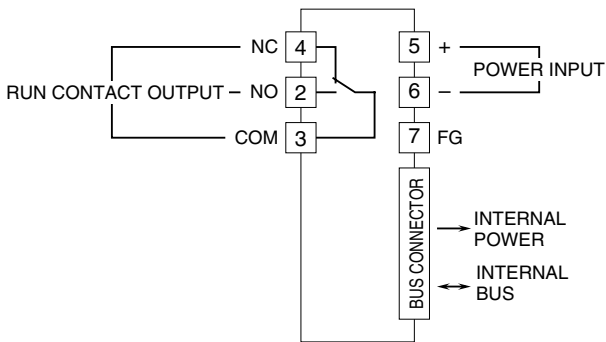 NC 4
RUN CONTACT OUTPUT NO 2
COM 3
5 +
POWER INPUT
6 −
7 FG
BUS CONNECTOR
INTERNAL
POWER
INTERNAL
BUS